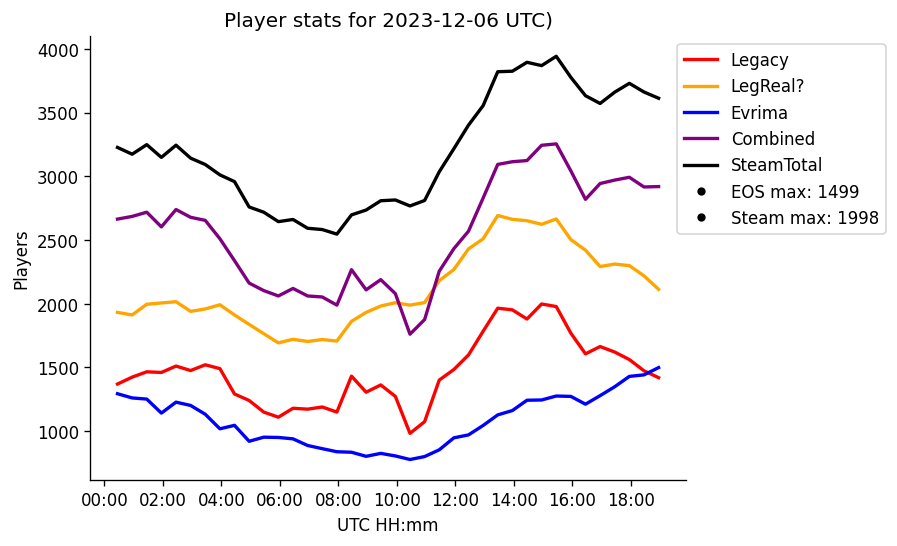 Player stats for 2023-12-06 UTC)
Players
4000
3500
3000
2500
2000
1500
1000
00:00 02:00 04:00 06:00 08:00 10:00 12:00 14:00 16:00 18:00
UTC HH:mm
Legacy
LegReal?
Evrima
Combined
SteamTotal
EOS max: 1499
Steam max: 1998